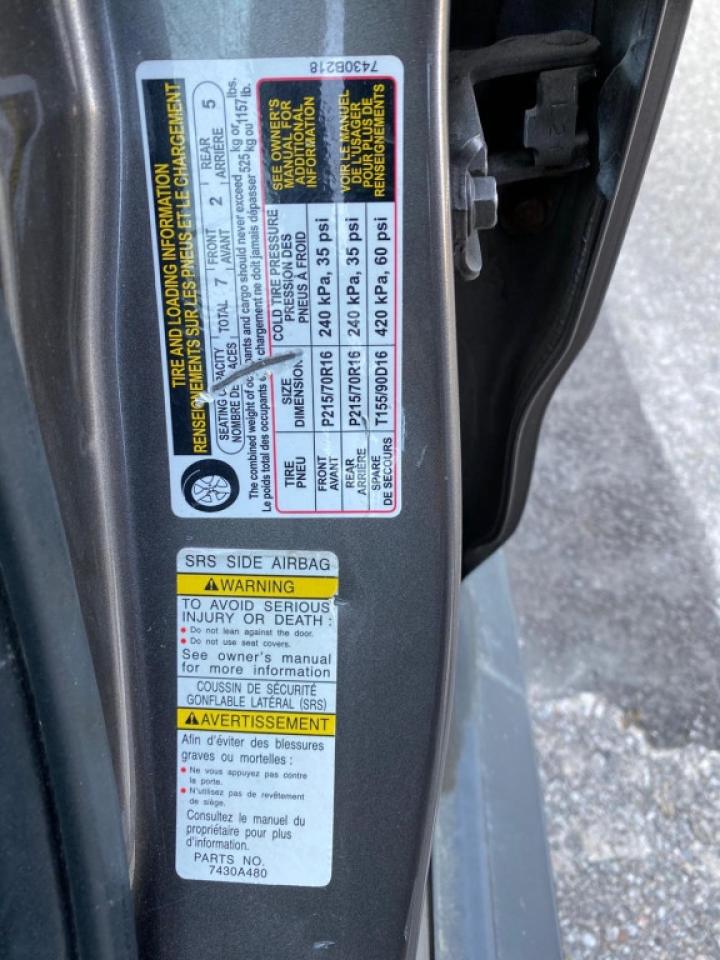 7430B218
TIRE AND LOADING INFORMATION
RENSEIGNEMENTS SUR LES PNEUS ET LE CHARGEMENT
SEATING CAPACITY TOTAL 7 FRONT 2 REAR 5
NOMBRE DE PLACES AVANT ARRIÈRE
The combined weight of occupants and cargo should never exceed 525 kg or 1157 lbs.
Le poids total des occupants et du chargement ne doit jamais dépasser kg ou lb.
TIRE SIZE COLD TIRE PRESSURE
PNEU DIMENSION PRESSION DES
PNEUS À FROID
FRONT P215/70R16 240 kPa, 35 psi
AVANT
REAR P215/70R16 240 kPa, 35 psi
ARRIÈRE
SPARE T155/90D16 420 kPa, 60 psi
DE SECOURS
SEE OWNER'S
MANUAL FOR
ADDITIONAL
INFORMATION
VOIR LE MANUEL
DE L'USAGER
POUR PLUS DE
RENSEIGNEMENTS
SRS SIDE AIRBAG
WARNING
TO AVOID SERIOUS
INJURY OR DEATH :
Do not lean against the door.
Do not use seat covers.
See owner's manual
for more information
COUSSIN DE SÉCURITÉ
GONFLABLE LATÉRAL (SRS)
AVERTISSEMENT
Afin d'éviter des blessures
graves ou mortelles :
Ne vous appuyez pas contre
la porte.
N'utilisez pas de revêtement
de siège.
Consultez le manuel du
propriétaire pour plus
d'information.
PARTS NO.
7430A480